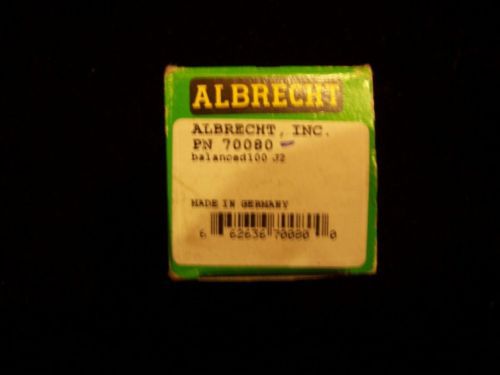 ALBRECHT
ALBRECHT, INC.
PN 70080
balanced100 J2
MADE IN GERMANY
6 62636 70080 0